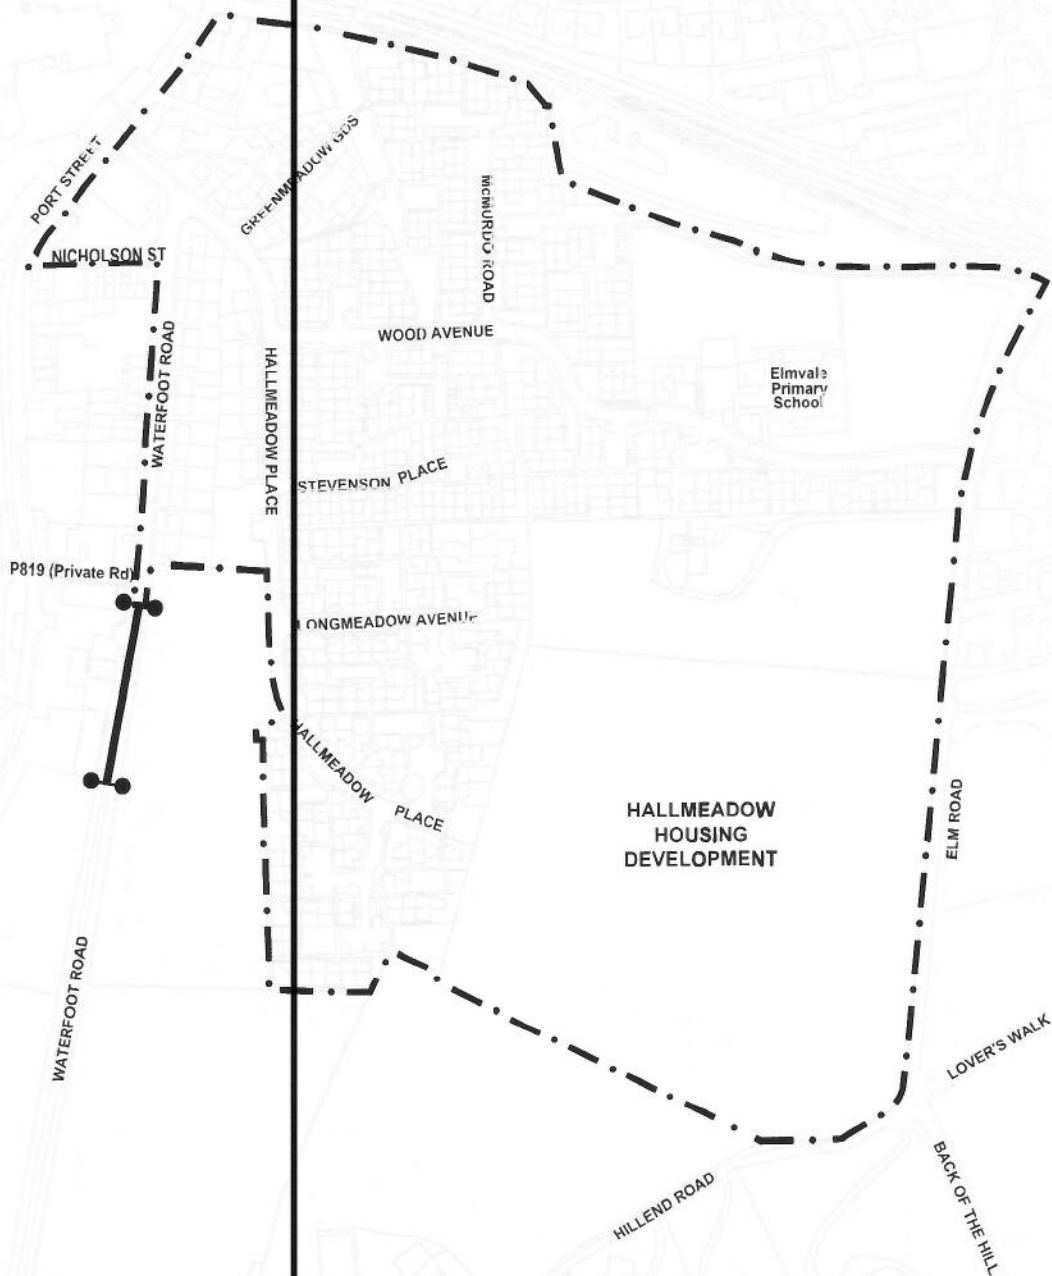 PORT STREET
GREENMEADOW GDS
NICHOLSON ST
McMURDO ROAD
WOOD AVENUE
WATERFOOT ROAD
HALLMEADOW PLACE
Elmvale
Primary
School
STEVENSON PLACE
P819 (Private Rd)
LONGMEADOW AVENUE
HALLMEADOW PLACE
HALLMEADOW
HOUSING
DEVELOPMENT
ELM ROAD
WATERFOOT ROAD
LOVER'S WALK
HILLEND ROAD
BACK OF THE HILL